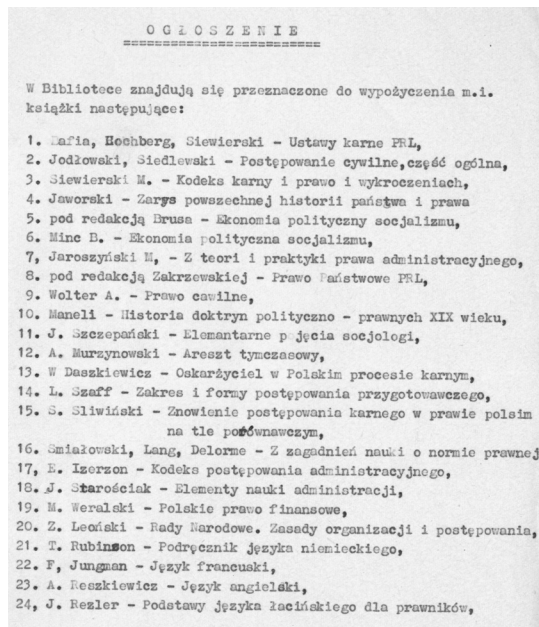 OGŁOSZENIE
=========================
W Bibliotece znajdują się przeznaczone do wypożyczenia m.i.
książki następujące:
1. Bafia, Hochberg, Siewierski - Ustawy karne PRL,
2. Jodłowski, Siedlewski - Postępowanie cywilne,część ogólna,
3. Siewierski M. - Kodeks karny i prawo i wykroczeniach,
4. Jaworski - Zarys powszechnej historii państwa i prawa
5. pod redakcją Brusa - Ekonomia polityczny socjalizmu,
6. Minc B. - Ekonomia polityczna socjalizmu,
7, Jaroszyński M, - Z teori i praktyki prawa administracyjnego,
8. pod redakcją Zakrzewskiej - Prawo Państwowe PRL,
9. Wolter A. - Prawo cawilne,
10. Maneli - Historia doktryn polityczno - prawnych XIX wieku,
11. J. Szczepański - Elemantarne p jęcia socjologi,
12. A. Murzynowski - Areszt tymczasowy,
13. W Daszkiewicz - Oskarżyciel w Polskim procesie karnym,
14. L. Szaff - Zakres i formy postępowania przygotowawczego,
15. S. Sliwiński - Znowienie postępowania karnego w prawie polsim
na tle porównawczym,
16. Smiałowski, Lang, Delorme - Z zagadnień nauki o normie prawnej
17, E. Izerzon - Kodeks postępowania administracyjnego,
18. J. Starościak - Elementy nauki administracji,
19. M. Weralski - Polskie prawo finansowe,
20. Z. Leoński - Rady Narodowe. Zasady organizacji i postępowania,
21. T. Rubinson - Podręcznik języka niemieckiego,
22. F, Jungman - Język francuski,
23. A. Reszkiewicz - Język angielski,
24, J. Rezler - Podstawy języka łacińskiego dla prawników,